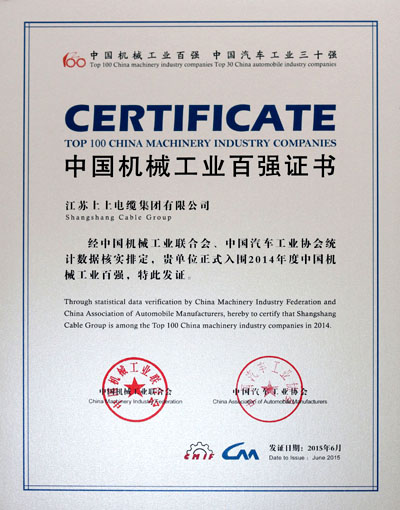 100 中国机械工业百强 中国汽车工业三十强
Top 100 China machinery industry companies Top 30 China automobile industry companies
CERTIFICATE
TOP 100 CHINA MACHINERY INDUSTRY COMPANIES
中国机械工业百强证书
江苏上上电缆集团有限公司
Shangshang Cable Group
经中国机械工业联合会、中国汽车工业协会统
计数据核实排定，贵单位正式入围2014年度中国机
械工业百强，特此发证。
Through statistical data verification by China Machinery Industry Federation and
China Association of Automobile Manufacturers, hereby to certify that Shangshang
Cable Group is among the Top 100 China machinery industry companies in 2014.
中国机械工业联合会 中国汽车工业协会
China Machinery Industry Federation China Association of Automobile Manufacturers
CMIF CAM 发证日期：2015年6月
Date to Issue: June 2015